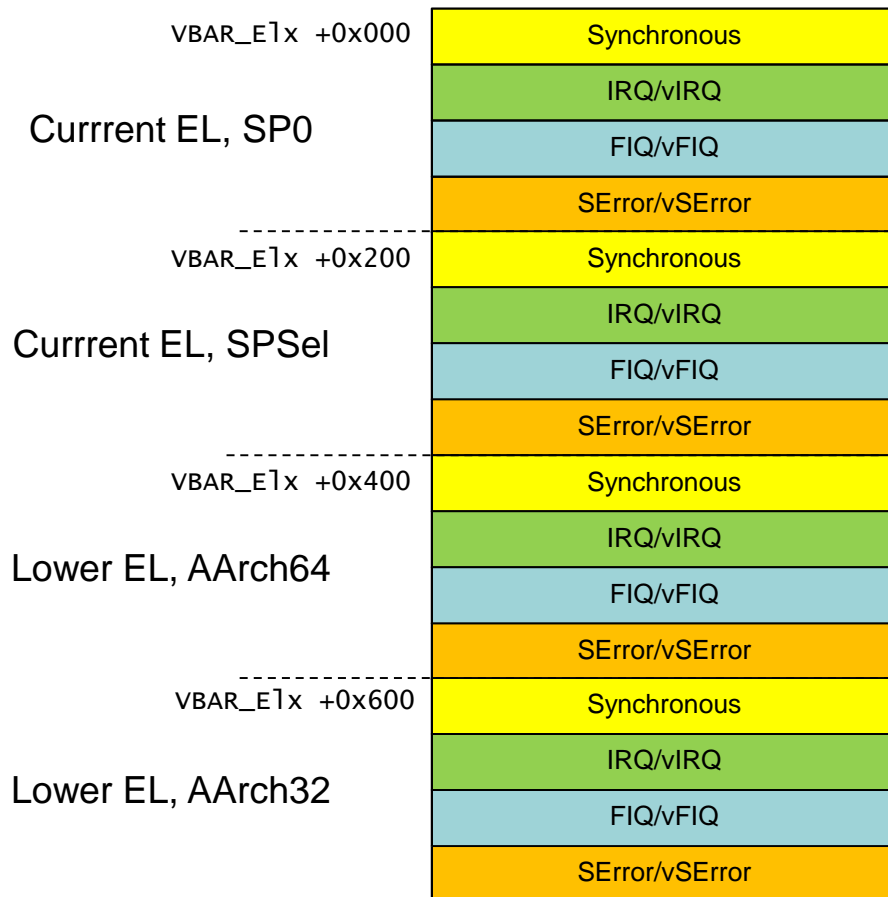 VBAR_Elx +0x000
Synchronous
IRQ/vIRQ
Currrent EL, SP0
FIQ/vFIQ
SError/vSError
VBAR_Elx +0x200
Synchronous
IRQ/vIRQ
Currrent EL, SPSel
FIQ/vFIQ
SError/vSError
VBAR_Elx +0x400
Synchronous
IRQ/vIRQ
Lower EL, AArch64
FIQ/vFIQ
SError/vSError
VBAR_Elx +0x600
Synchronous
IRQ/vIRQ
Lower EL, AArch32
FIQ/vFIQ
SError/vSError